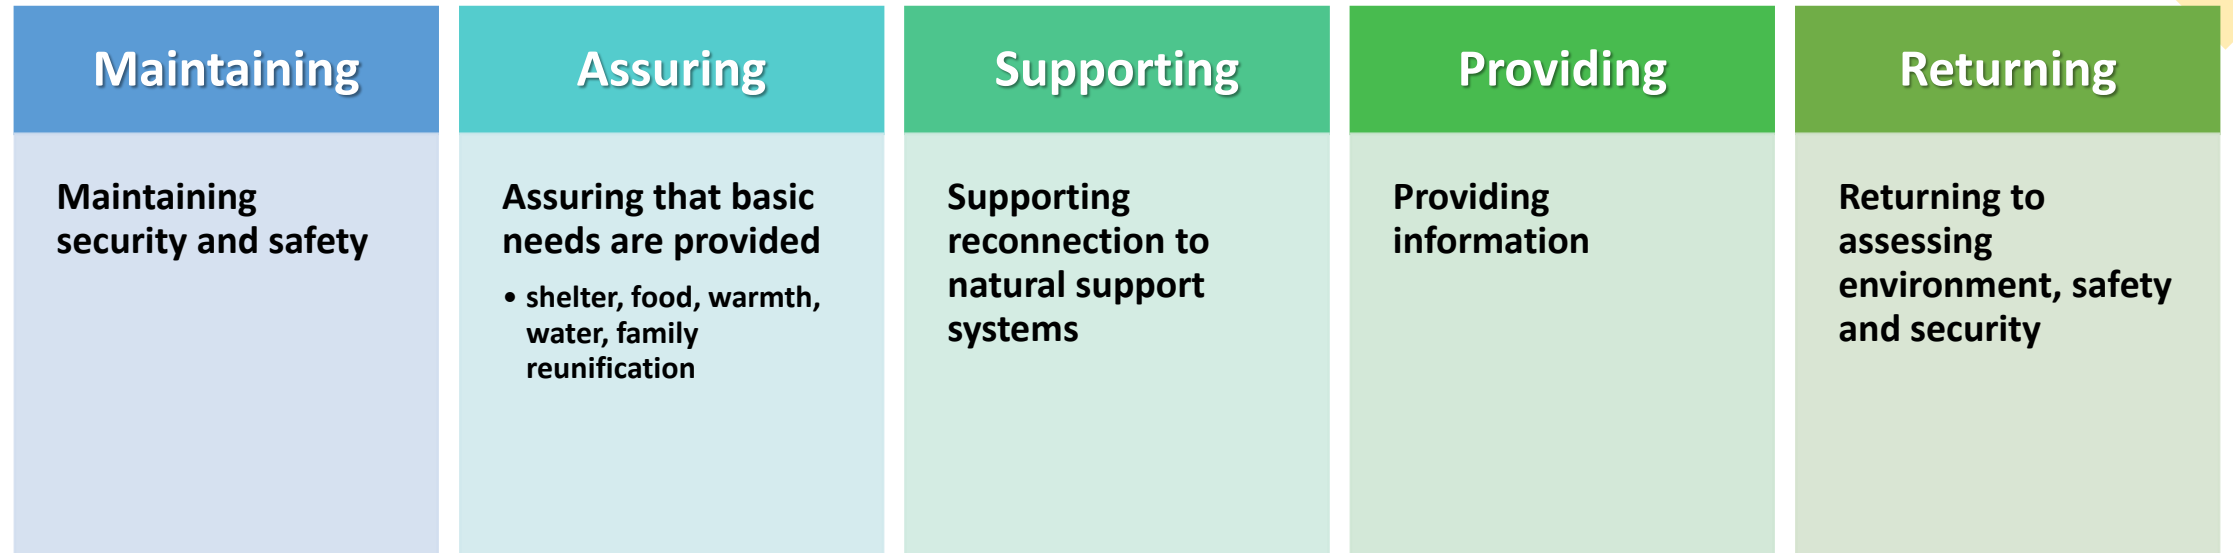 Maintaining
Maintaining
security and safety
Assuring
Assuring that basic
needs are provided
• shelter, food, warmth,
water, family
reunification
Supporting
Supporting
reconnection to
natural support
systems
Providing
Providing
information
Returning
Returning to
assessing
environment, safety
and security